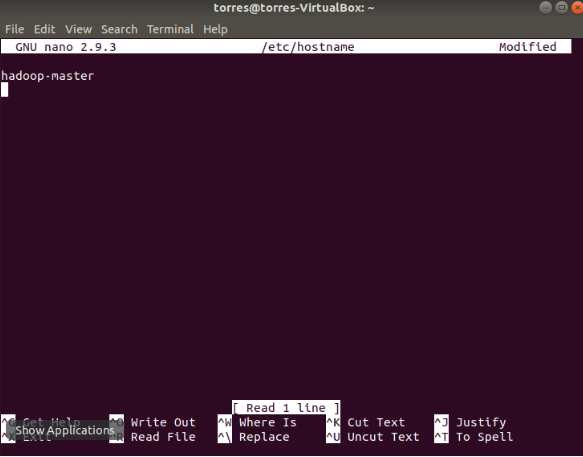 torres@torres-VirtualBox: ~
File Edit View Search Terminal Help
GNU nano 2.9.3 /etc/hostname Modified
hadoop-master
[ Read 1 line ]
^G Get Help ^O Write Out ^W Where Is ^K Cut Text ^J Justify
^X Exit ^R Read File ^\ Replace ^U Uncut Text ^T To Spell
Show Applications